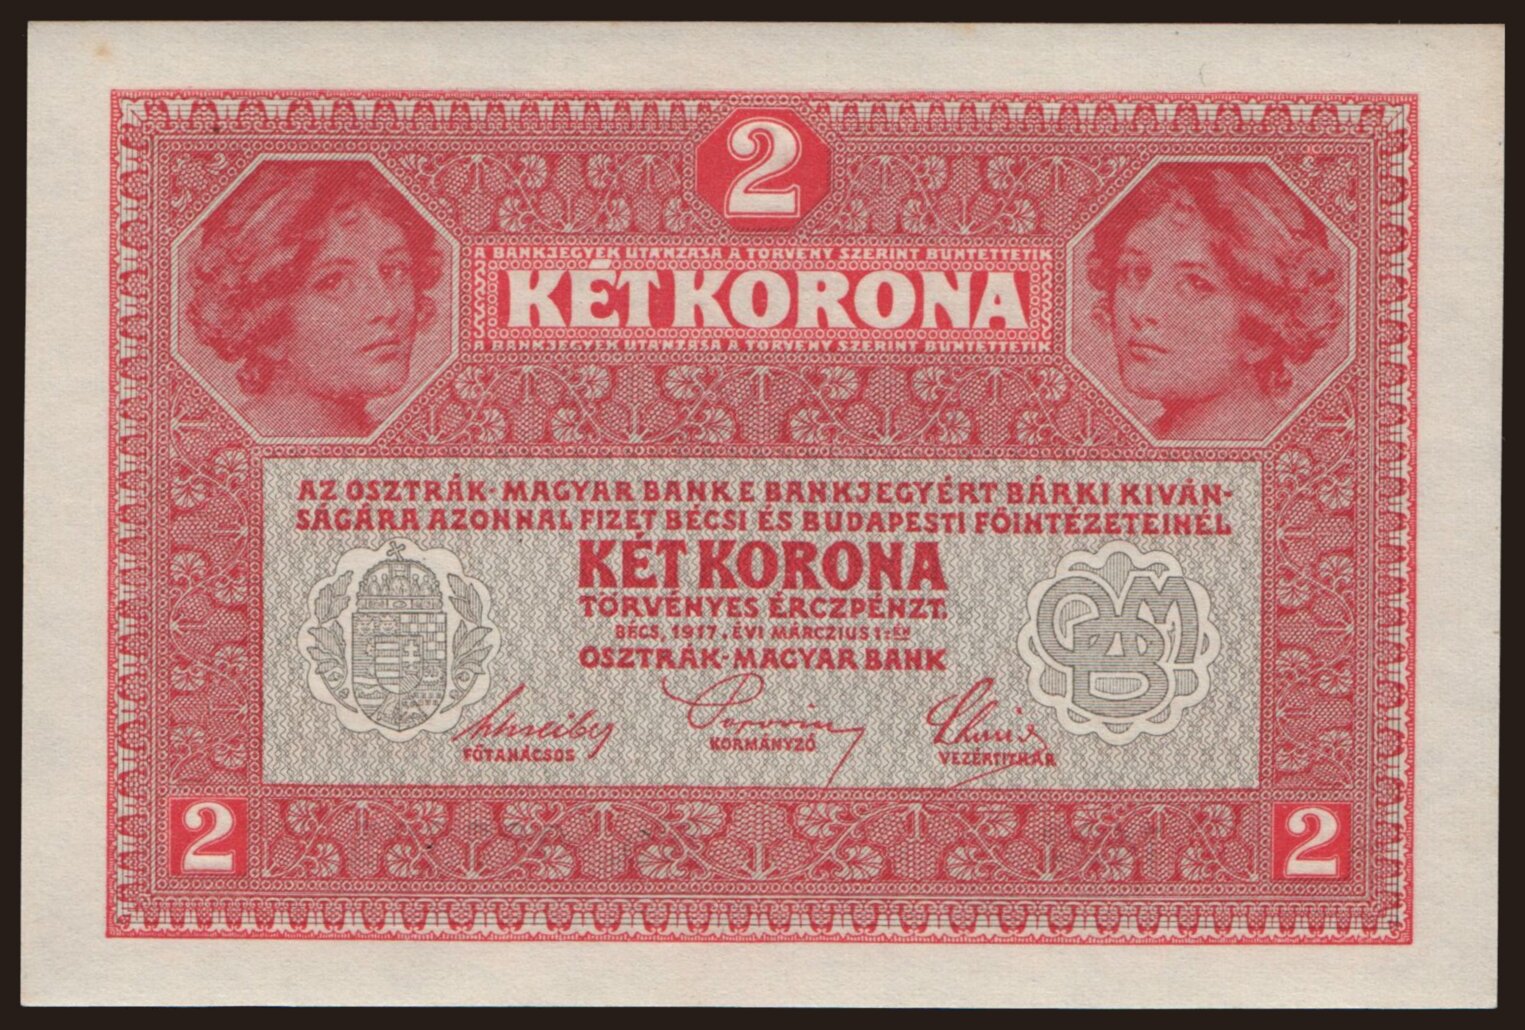 2
A BANKJEGYEK UTÁNZÁSA A TÖRVÉNY SZERINT BÜNTETTETIK
KÉT KORONA
BANKJEGYEK UTÁNZÁSA A TÖRVÉNY SZERINT BÜNTETTETIK
AZ OSZTRÁK-MAGYAR BANK E BANKJEGYÉRT BÁRKI KIVÁN-
SÁGÁRA AZONNAL FIZET BÉCSI ÉS BUDAPESTI FŐINTÉZETEINÉL
KÉT KORONA
TÖRVÉNYES ÉRCZPÉNZT.
BÉCS, 1917. ÉVI MÁRCZIUS 1-ÉN
OSZTRÁK-MAGYAR BANK
FŐTANÁCSOS KORMÁNYZÓ VEZÉRTITKÁR
2 2